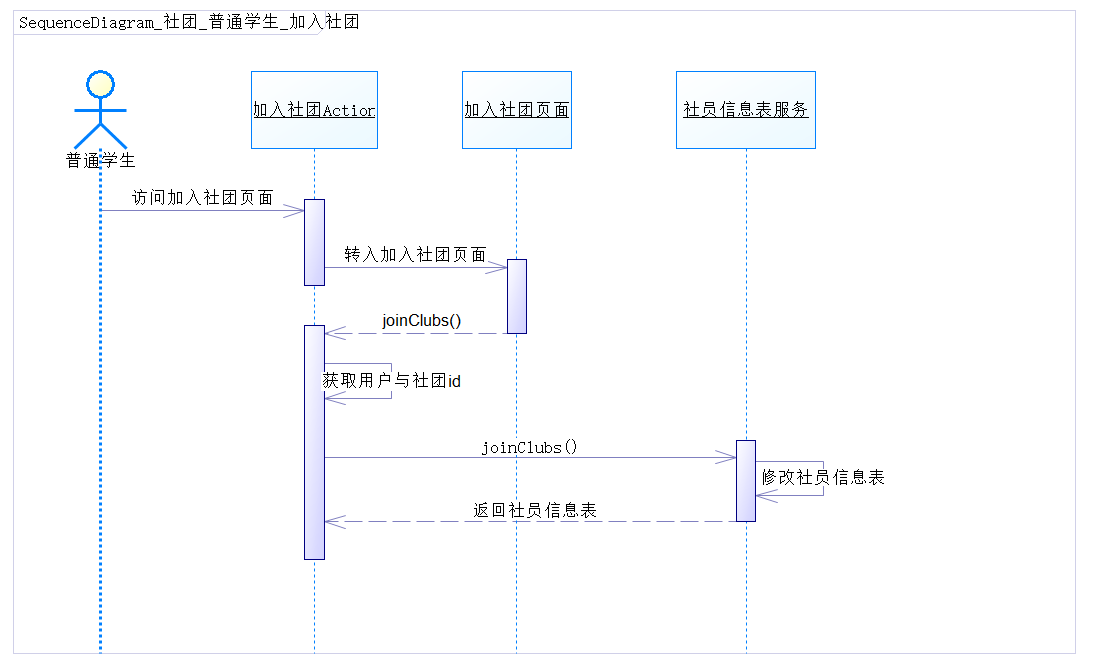 SequenceDiagram_社团_普通学生_加入社团
加入社团Action
加入社团页面
社员信息表服务
普通学生
访问加入社团页面
转入加入社团页面
joinClubs()
获取用户与社团id
joinClubs()
修改社员信息表
返回社员信息表